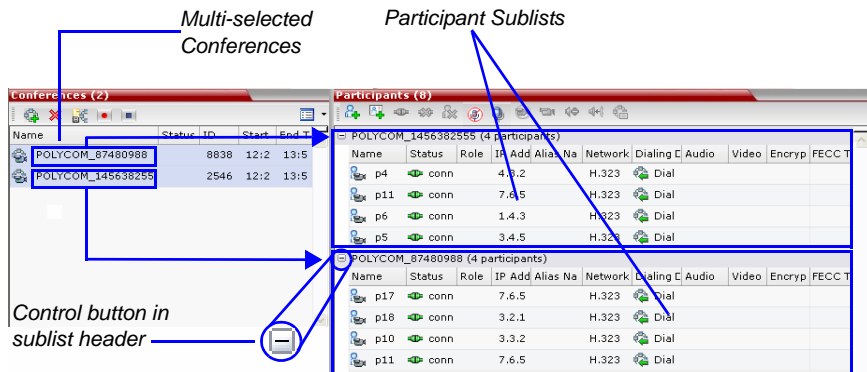 Multi-selected
Conferences
Participant Sublists
Conferences (2)
Name Status ID Start End T
POLYCOM_87480988 8838 12:2 13:5
POLYCOM_145638255 2546 12:2 13:5
Participants (8)
POLYCOM_1456382555 (4 participants)
Name Status Role IP Add Alias Na Network Dialing D Audio Video Encryp FECC T
p4 conn 4.3.2 H.323 Dial
p11 conn 7.6.5 H.323 Dial
p6 conn 1.4.3 H.323 Dial
p5 conn 3.4.5 H.323 Dial
POLYCOM_87480988 (4 participants)
Name Status Role IP Add Alias Na Network Dialing D Audio Video Encryp FECC T
p17 conn 7.6.5 H.323 Dial
p18 conn 3.2.1 H.323 Dial
p10 conn 3.3.2 H.323 Dial
p11 conn 7.6.5 H.323 Dial
Control button in
sublist header